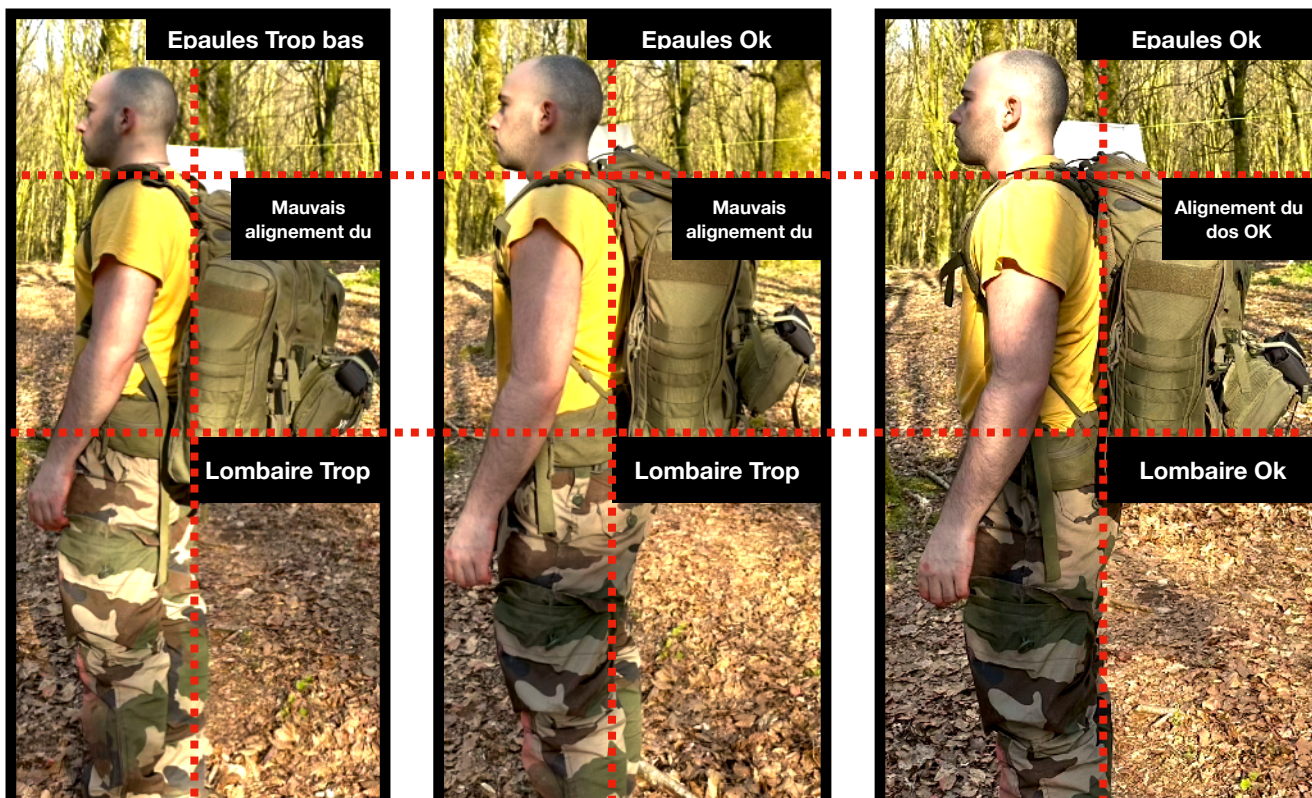 Epaules Trop bas
Epaules Ok
Epaules Ok
Mauvais
alignement du
Mauvais
alignement du
Alignement du
dos OK
Lombaire Trop
Lombaire Trop
Lombaire Ok